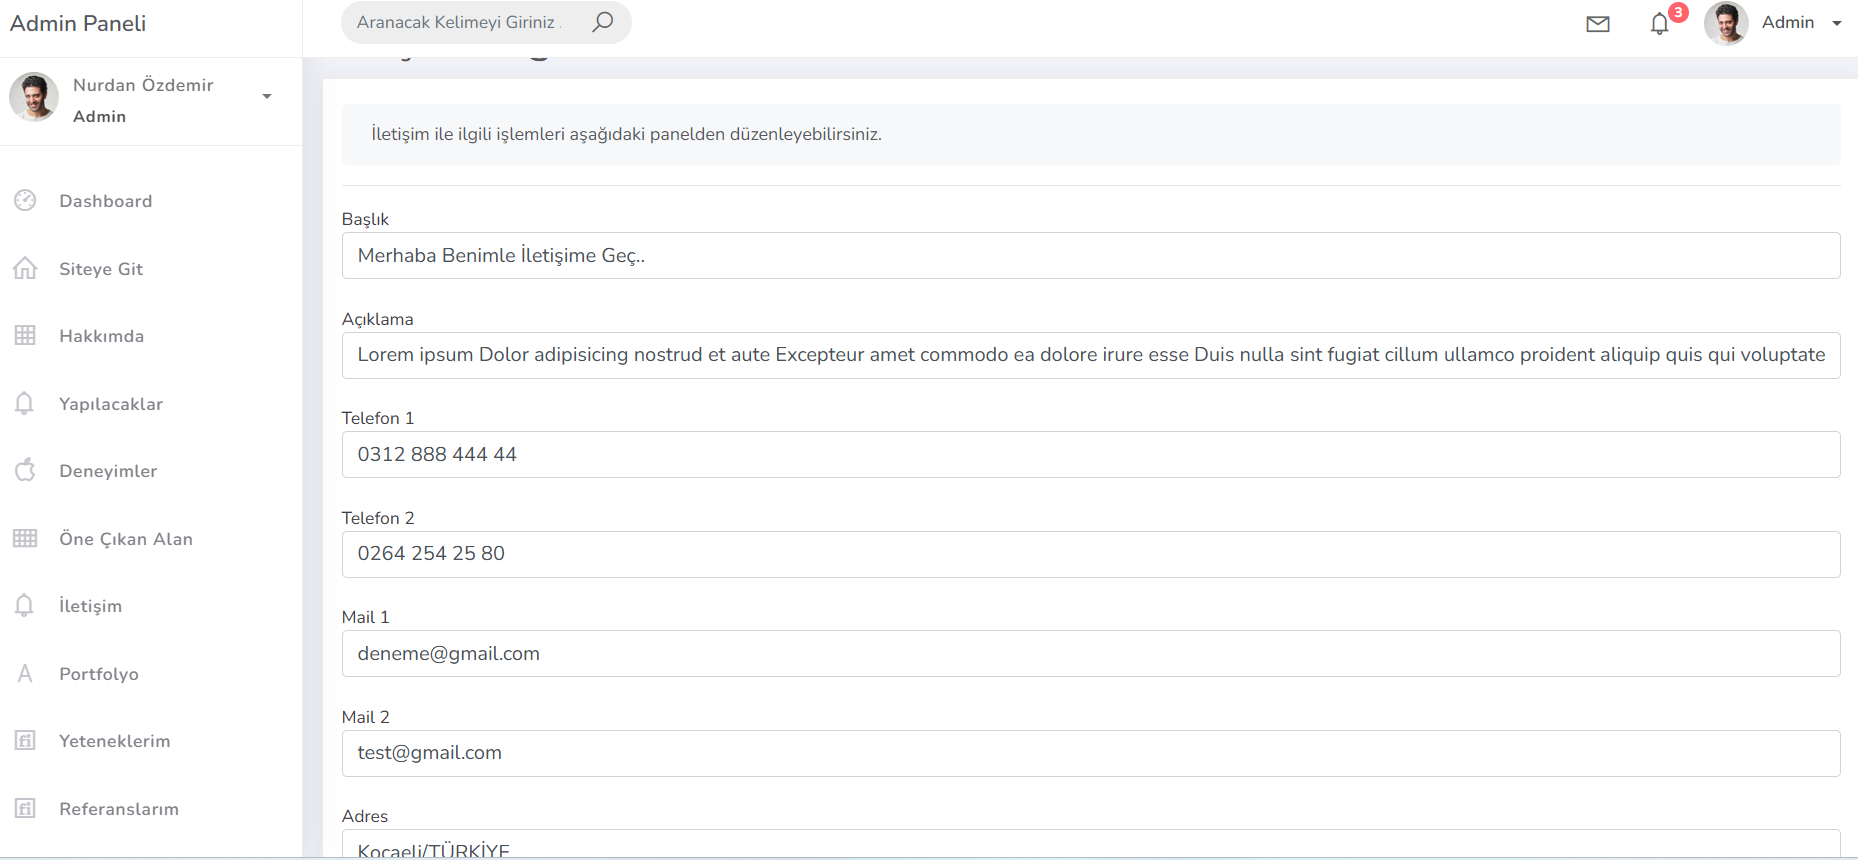 Admin Paneli
Aranacak Kelimeyi Giriniz .
3
Admin
Nurdan Özdemir
Admin
Dashboard
Siteye Git
Hakkımda
Yapılacaklar
Deneyimler
Öne Çıkan Alan
İletişim
Portfolyo
Yeteneklerim
Referanslarım
İletişim ile ilgili işlemleri aşağıdaki panelden düzenleyebilirsiniz.
Başlık
Merhaba Benimle İletişime Geç..
Açıklama
Lorem ipsum Dolor adipisicing nostrud et aute Excepteur amet commodo ea dolore irure esse Duis nulla sint fugiat cillum ullamco proident aliquip quis qui voluptate
Telefon 1
0312 888 444 44
Telefon 2
0264 254 25 80
Mail 1
deneme@gmail.com
Mail 2
test@gmail.com
Adres
Kocaeli/TÜRKİYE